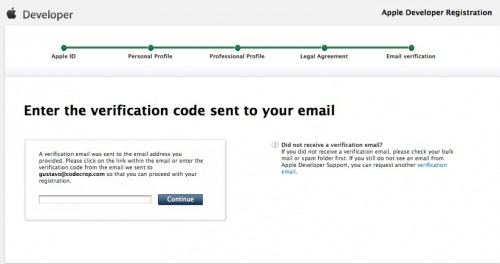 Developer
Apple Developer Registration
Apple ID
Personal Profile
Professional Profile
Legal Agreement
Email verification
Enter the verification code sent to your email
A verification email was sent to the email address you
provided. Please click on the link within the email or enter the
verification code from the email we sent to
gustavo@codecrop.com so that you can proceed with your
registration.
Continue
Did not receive a verification email?
If you did not receive a verification email, please check your bulk
mail or spam folder first. If you still do not see an email from
Apple Developer Support, you can request another verification
email.